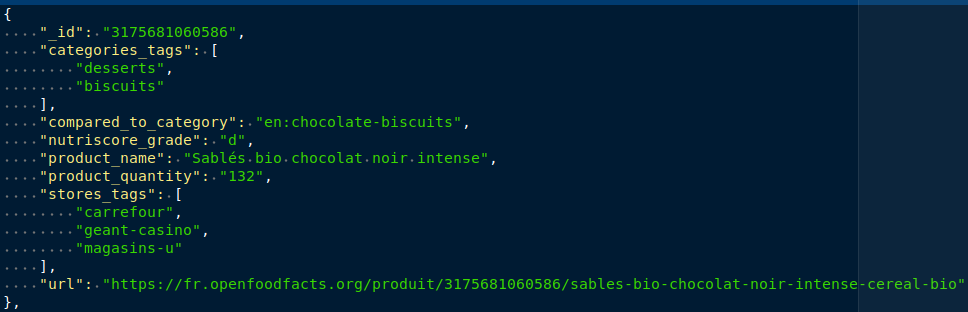 {
    "_id": "3175681060586",
    "categories_tags": [
        "desserts",
        "biscuits"
    ],
    "compared_to_category": "en:chocolate-biscuits",
    "nutriscore_grade": "d",
    "product_name": "Sablés bio chocolat noir intense",
    "product_quantity": "132",
    "stores_tags": [
        "carrefour",
        "geant-casino",
        "magasins-u"
    ],
    "url": "https://fr.openfoodfacts.org/produit/3175681060586/sables-bio-chocolat-noir-intense-cereal-bio"
},